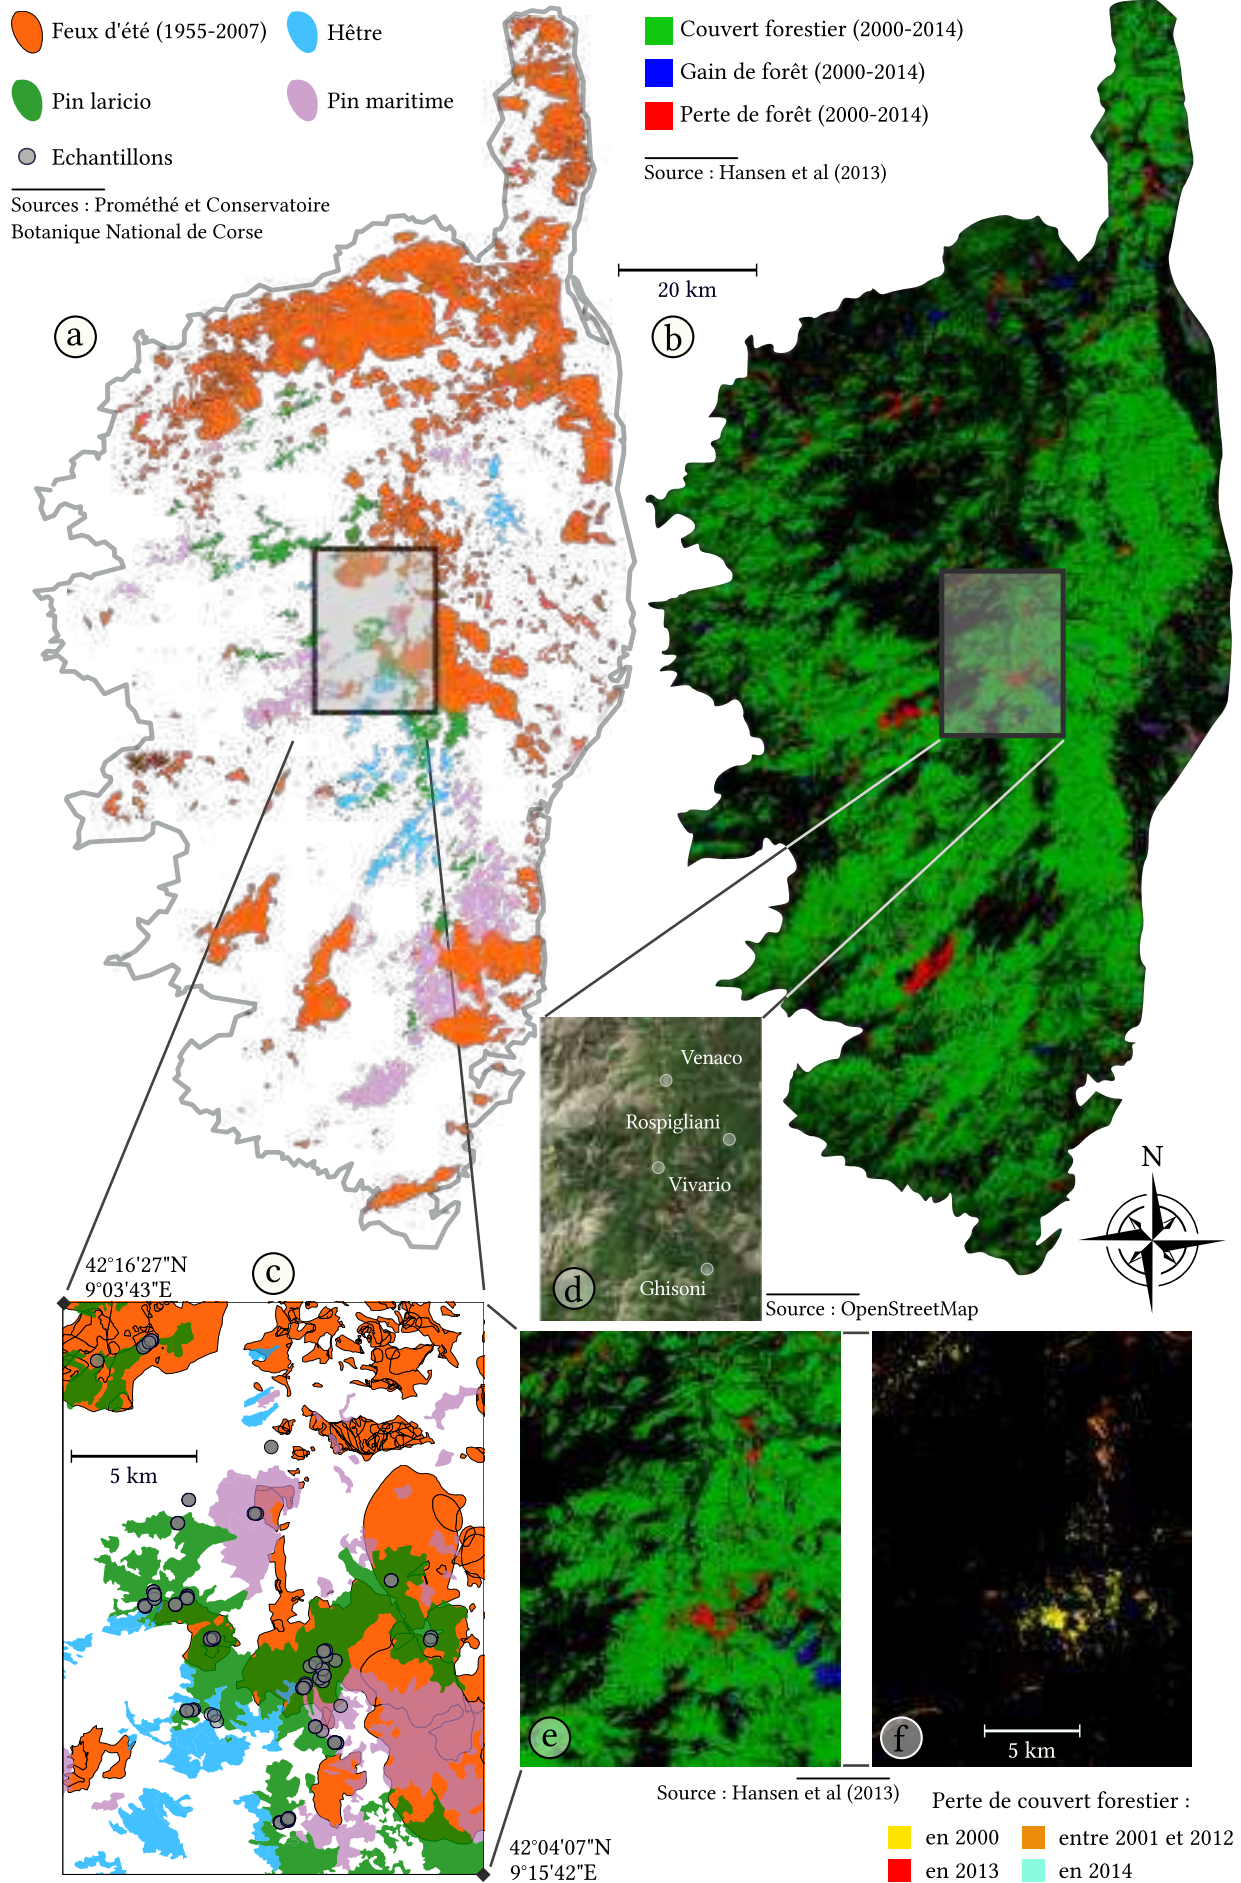 Feux d'été (1955-2007)
Hêtre
Pin laricio
Pin maritime
Echantillons
Sources : Prométhé et Conservatoire
Botanique National de Corse
Couvert forestier (2000-2014)
Gain de forêt (2000-2014)
Perte de forêt (2000-2014)
Source : Hansen et al (2013)
20 km
a
b
N
Venaco
Rospigliani
Vivario
Ghisoni
d
Source : OpenStreetMap
42°16'27"N
9°03'43"E
c
5 km
e
f
5 km
Source : Hansen et al (2013)
42°04'07"N
9°15'42"E
Perte de couvert forestier :
en 2000
entre 2001 et 2012
en 2013
en 2014